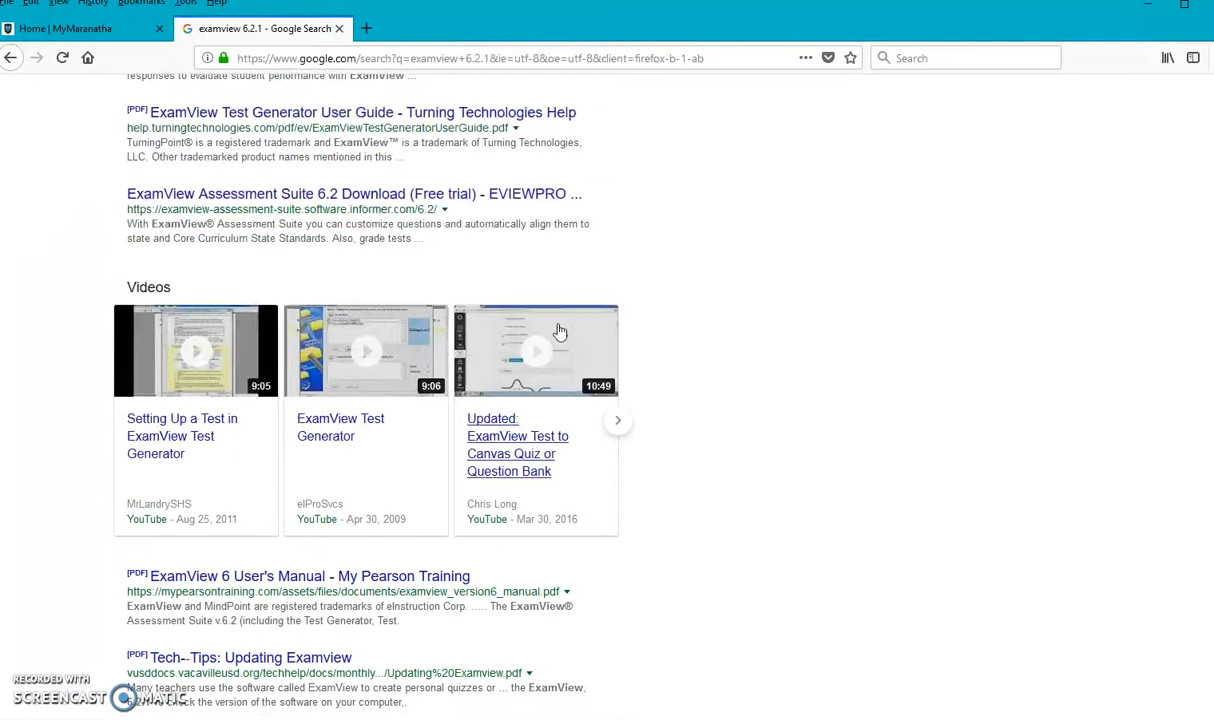 File Edit View History Bookmarks Tools Help
Home | MyMaranatha
examview 6.2.1 - Google Search
https://www.google.com/search?q=examview+6.2.1&ie=utf-8&oe=utf-8&client=firefox-b-1-ab
Search
responses to evaluate student performance with ExamView ...
[PDF] ExamView Test Generator User Guide - Turning Technologies Help
help.turningtechnologies.com/pdf/ev/ExamViewTestGeneratorUserGuide.pdf
TurningPoint® is a registered trademark and ExamView™ is a trademark of Turning Technologies,
LLC. Other trademarked product names mentioned in this ...
ExamView Assessment Suite 6.2 Download (Free trial) - EVIEWPRO ...
https://examview-assessment-suite.software.informer.com/6.2/
With ExamView® Assessment Suite you can customize questions and automatically align them to
state and Core Curriculum State Standards. Also, grade tests ...
Videos
9:05
9:06
10:49
Setting Up a Test in
ExamView Test
Generator
MrLandrySHS
YouTube - Aug 25, 2011
ExamView Test
Generator
elProSvcs
YouTube - Apr 30, 2009
Updated:
ExamView Test to
Canvas Quiz or
Question Bank
Chris Long
YouTube - Mar 30, 2016
[PDF] ExamView 6 User's Manual - My Pearson Training
https://mypearsontraining.com/assets/files/documents/examview_version6_manual.pdf
ExamView and MindPoint are registered trademarks of eInstruction Corp. ..... The ExamView®
Assessment Suite v.6.2 (including the Test Generator, Test.
[PDF] Tech--Tips: Updating Examview
vusddocs.vacavilleusd.org/techhelp/docs/monthly.../Updating%20Examview.pdf
Many teachers use the software called ExamView to create personal quizzes or ... the ExamView,
check the version of the software on your computer,.
RECORDED WITH
SCREENCAST MATIC